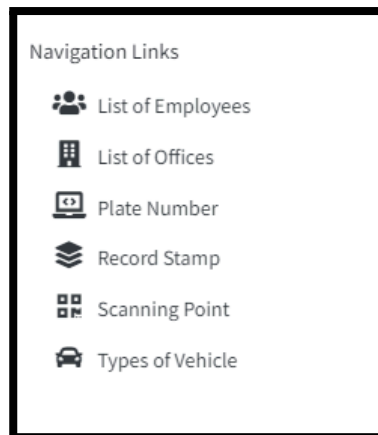 Navigation Links
List of Employees
List of Offices
Plate Number
Record Stamp
Scanning Point
Types of Vehicle